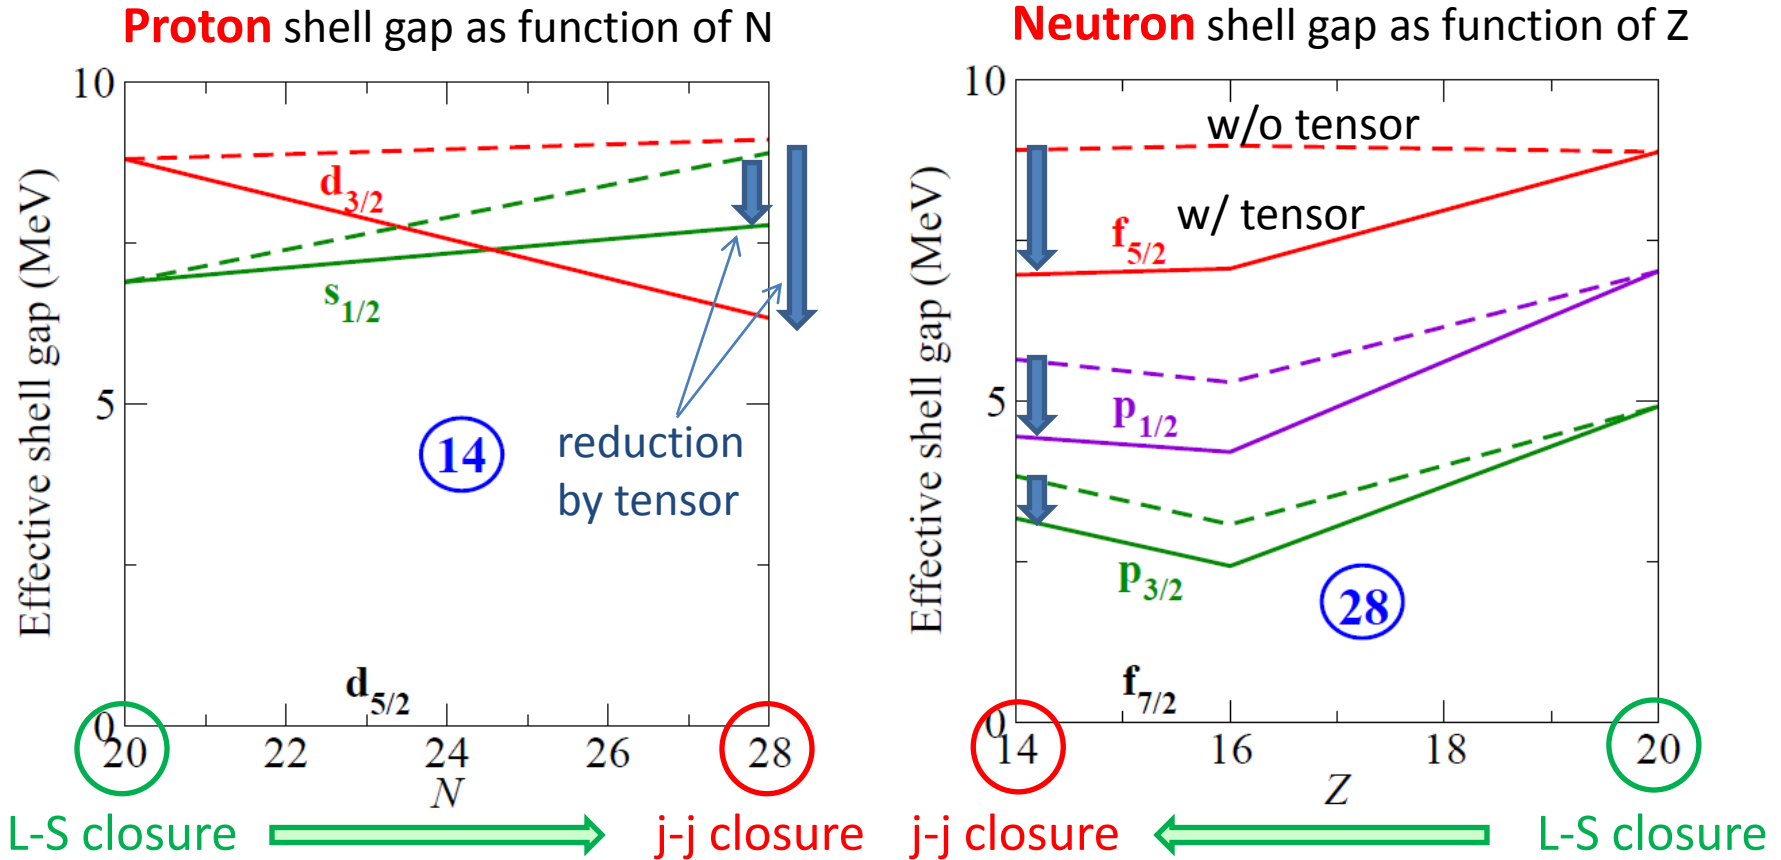 Proton shell gap as function of N
10
5
0
Effective shell gap (MeV)
d3/2
s1/2
14
reduction
by tensor
d5/2
20 22 24 26 28
N
L-S closure
j-j closure
Neutron shell gap as function of Z
10
5
0
Effective shell gap (MeV)
w/o tensor
w/ tensor
f5/2
p1/2
p3/2
28
f7/2
14 16 18 20
Z
j-j closure
L-S closure